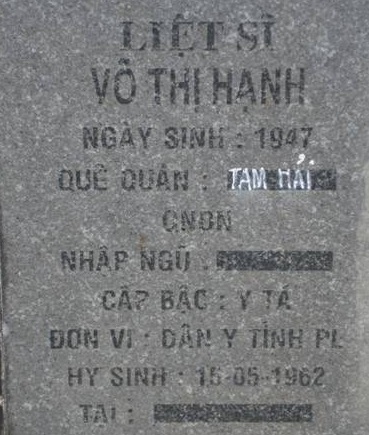 LIỆT SĨ
VÕ THỊ HẠNH
NGÀY SINH : 1947
QUÊ QUÁN : TAM HẢI
QNĐN
NHẬP NGŨ :
CẤP BẬC : Y TÁ
ĐƠN VỊ : DÂN Y TỈNH PL
HY SINH : 15-05-1962
TẠI :